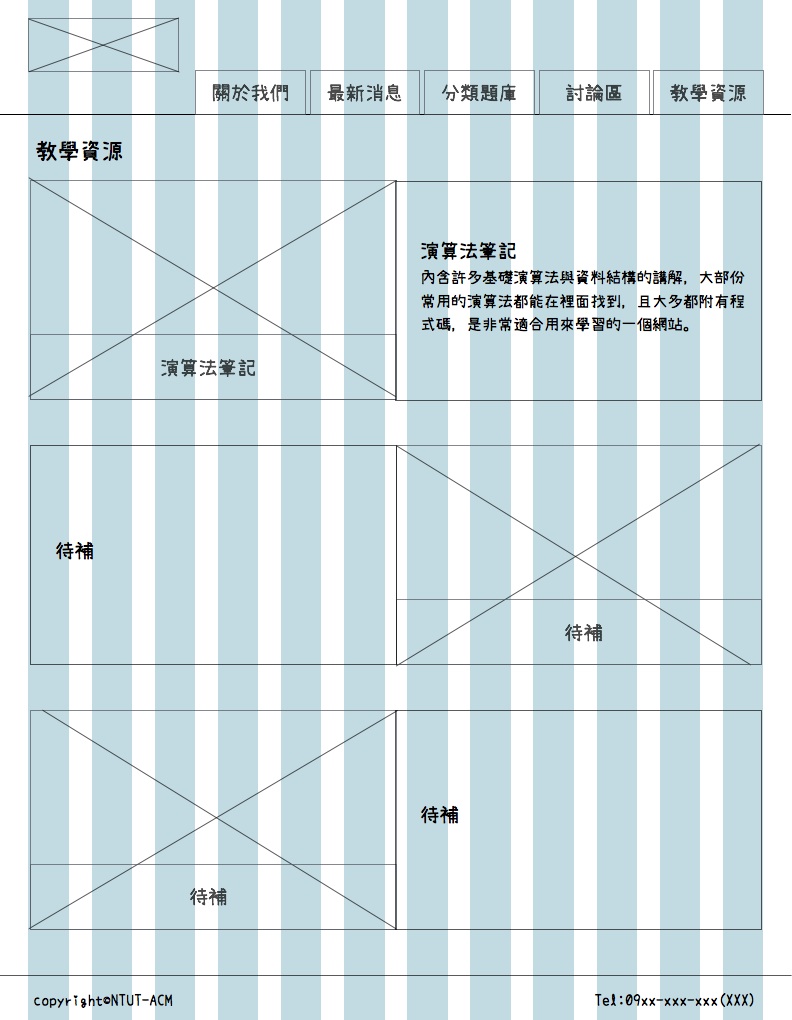 關於我們 最新消息 分類題庫 討論區 教學資源
教學資源
演算法筆記
演算法筆記
內含許多基礎演算法與資料結構的講解，大部份
常用的演算法都能在裡面找到，且大多都附有程
式碼，是非常適合用來學習的一個網站。
待補
待補
待補
待補
copyright©NTUT-ACM
Tel:09xx-xxx-xxx(XXX)